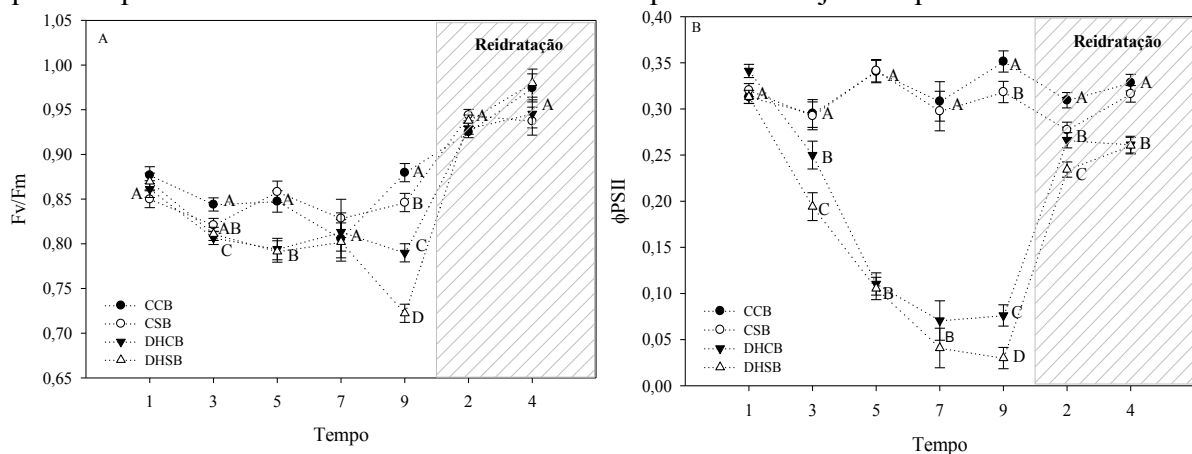 A
Reidratação
1,05
1,00
0,95
0,90
0,85
0,80
0,75
0,70
0,65
Fv/Fm
A
A
AB
C
A
B
A
A
B
C
D
A
A
CCB
CSB
DHCB
DHSB
1 3 5 7 9 2 4
Tempo
B
Reidratação
0,40
0,35
0,30
0,25
0,20
0,15
0,10
0,05
0,00
ϕPSII
A
A
B
C
A
B
A
B
A
B
C
D
A
B
C
A
B
CCB
CSB
DHCB
DHSB
1 3 5 7 9 2 4
Tempo